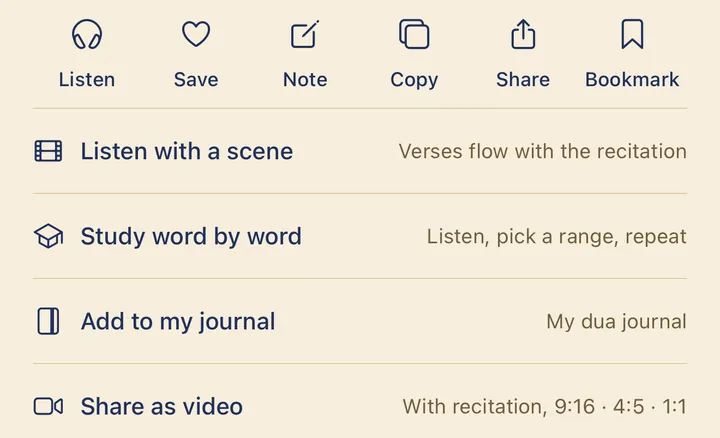 Listen Save Note Copy Share Bookmark
Listen with a scene Verses flow with the recitation
Study word by word Listen, pick a range, repeat
Add to my journal My dua journal
Share as video With recitation, 9:16 · 4:5 · 1:1